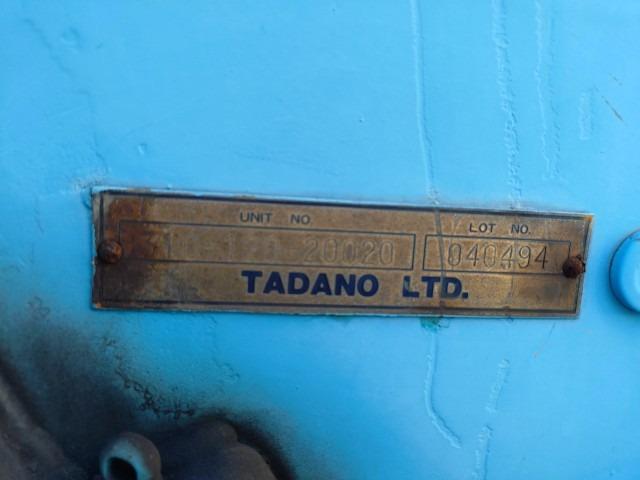 UNIT NO. LOT NO.
20020 040494
TADANO LTD.